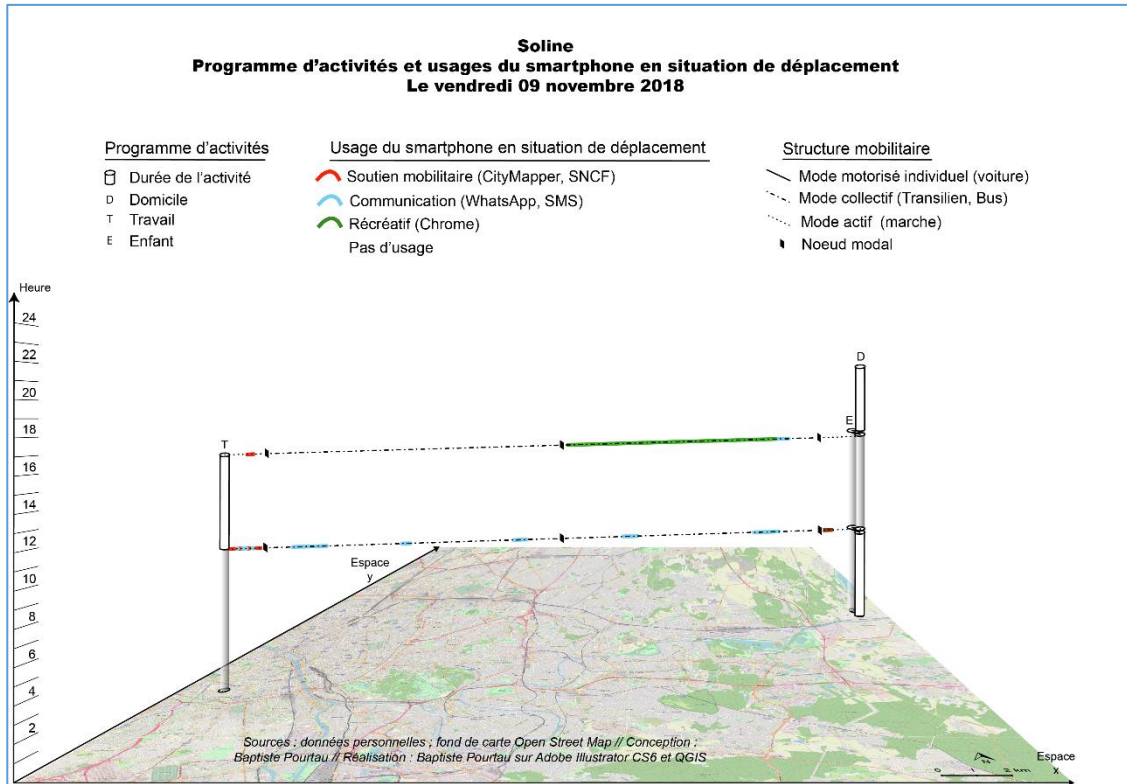 Soline
Programme d'activités et usages du smartphone en situation de déplacement
Le vendredi 09 novembre 2018
Programme d'activités
Durée de l'activité
D Domicile
T Travail
E Enfant
Usage du smartphone en situation de déplacement
Soutien mobilitaire (CityMapper, SNCF)
Communication (WhatsApp, SMS)
Récréatif (Chrome)
Pas d'usage
Structure mobilitaire
Mode motorisé individuel (voiture)
Mode collectif (Transilien, Bus)
Mode actif (marche)
Noeud modal
Heure
24
22
20
18
16
14
12
10
8
6
4
2
D
E
T
Espace
y
Sources : données personnelles ; fond de carte Open Street Map // Conception :
Baptiste Pourtau // Réalisation : Baptiste Pourtau sur Adobe Illustrator CS6 et QGIS
0 1 2 km
Espace
x